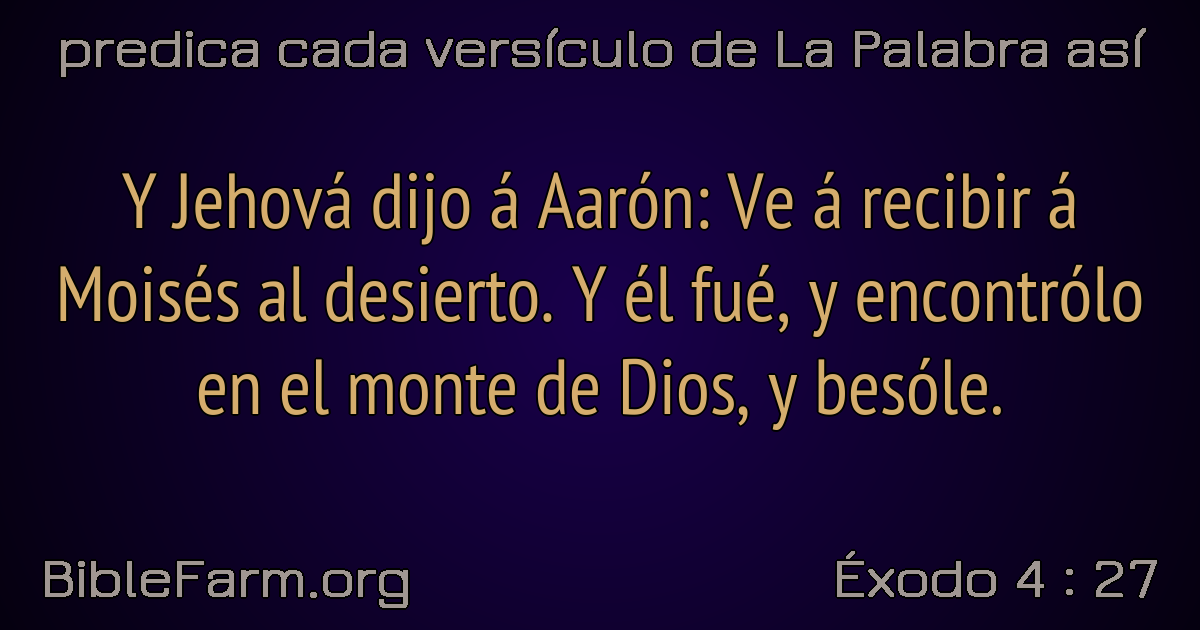 predica cada versículo de La Palabra así
Y Jehová dijo á Aarón: Ve á recibir á
Moisés al desierto. Y él fué, y encontrólo
en el monte de Dios, y besóle.
BibleFarm.org
Éxodo 4 : 27